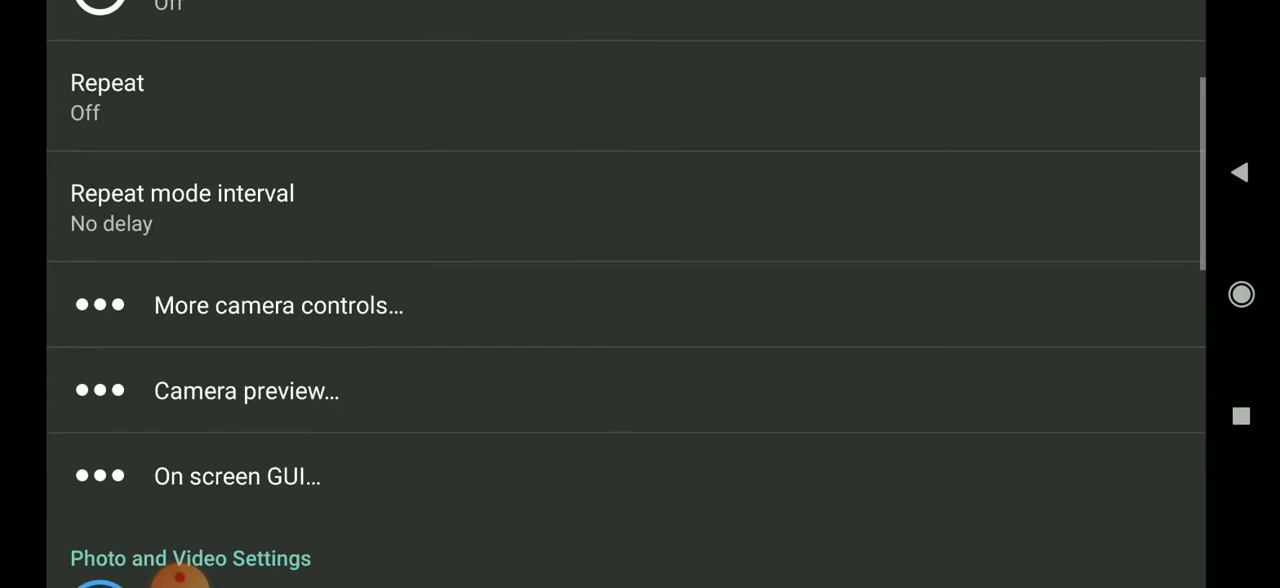 Off
Repeat
Off
Repeat mode interval
No delay
More camera controls...
Camera preview...
On screen GUI...
Photo and Video Settings